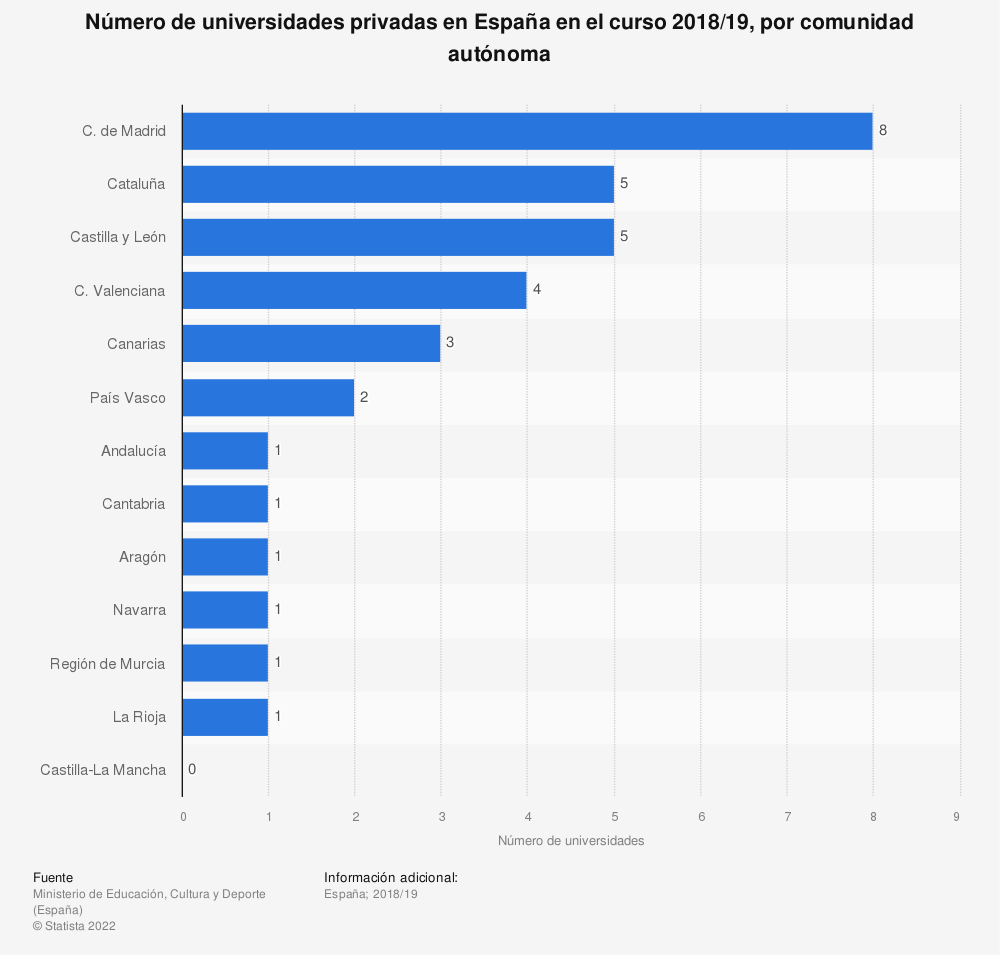 Número de universidades privadas en España en el curso 2018/19, por comunidad
autónoma
C. de Madrid 8
Cataluña 5
Castilla y León 5
C. Valenciana 4
Canarias 3
País Vasco 2
Andalucía 1
Cantabria 1
Aragón 1
Navarra 1
Región de Murcia 1
La Rioja 1
Castilla-La Mancha 0
0 1 2 3 4 5 6 7 8 9
Número de universidades
Fuente
Ministerio de Educación, Cultura y Deporte
(España)
© Statista 2022
Información adicional:
España; 2018/19